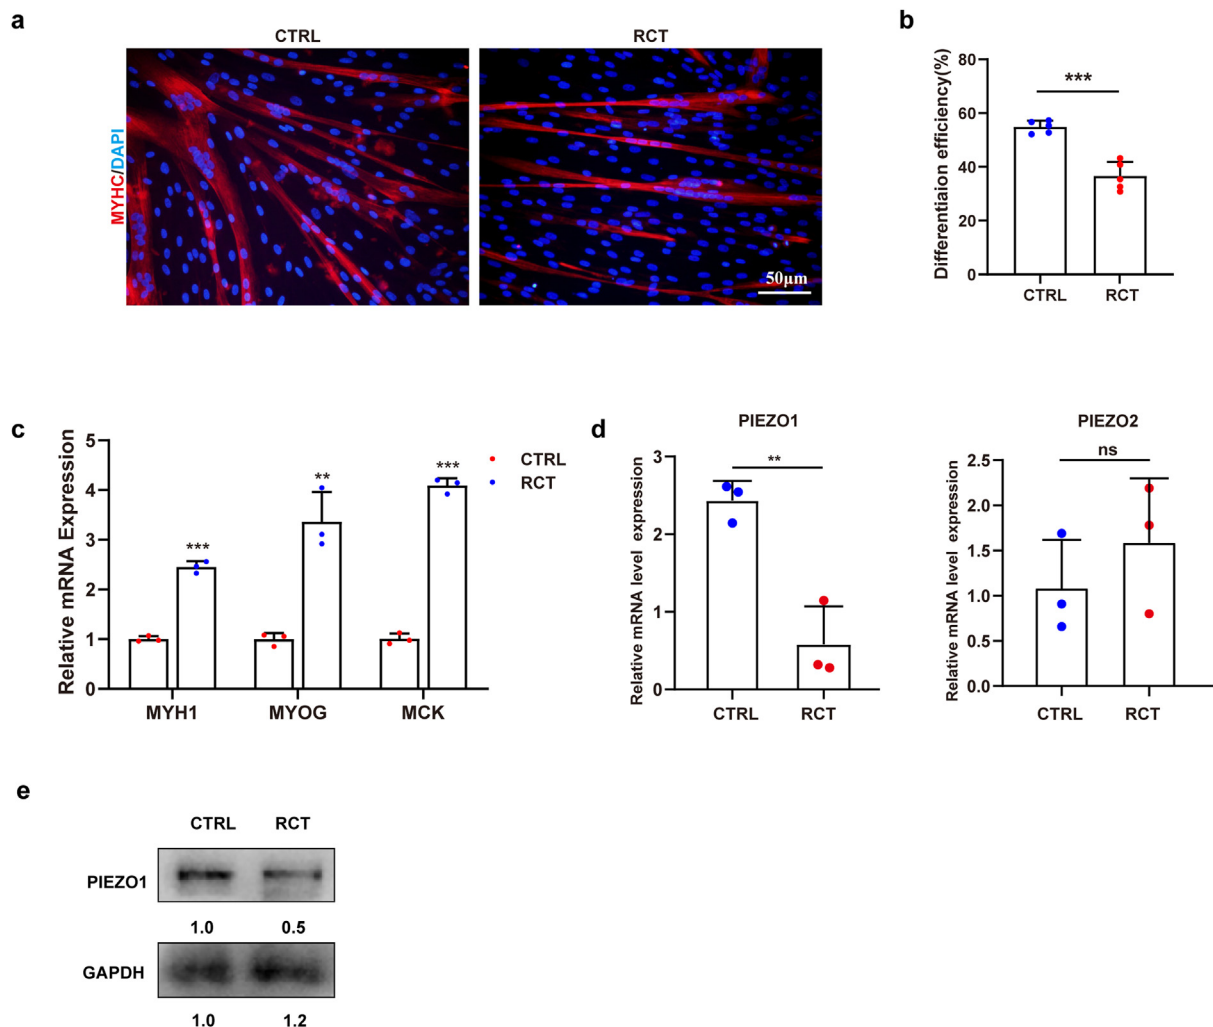 a
CTRL
RCT
MYHC/DAPI
50μm
b
Differentiaion efficiency(%)
80
60
40
20
0
***
CTRL
RCT
c
Relative mRNA Expression
5
4
3
2
1
0
***
**
***
CTRL
RCT
MYH1
MYOG
MCK
d
PIEZO1
Relative mRNA level expression
3
2
1
0
**
CTRL
RCT
PIEZO2
Relative mRNA level expression
2.5
2.0
1.5
1.0
0.5
0.0
ns
CTRL
RCT
e
CTRL RCT
PIEZO1
1.0 0.5
GAPDH
1.0 1.2